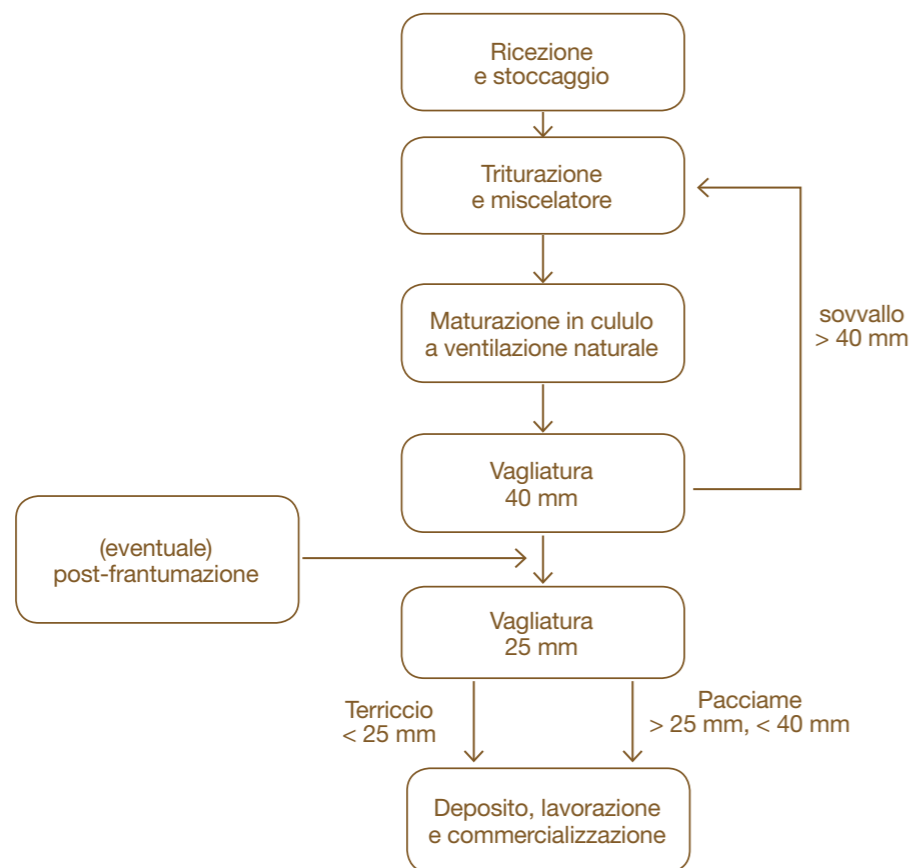 Ricezione
e stoccaggio
Triturazione
e miscelatore
Maturazione in cululo
a ventilazione naturale
sovvallo
> 40 mm
Vagliatura
40 mm
(eventuale)
post-frantumazione
Vagliatura
25 mm
Terriccio
< 25 mm
Pacciame
> 25 mm, < 40 mm
Deposito, lavorazione
e commercializzazione